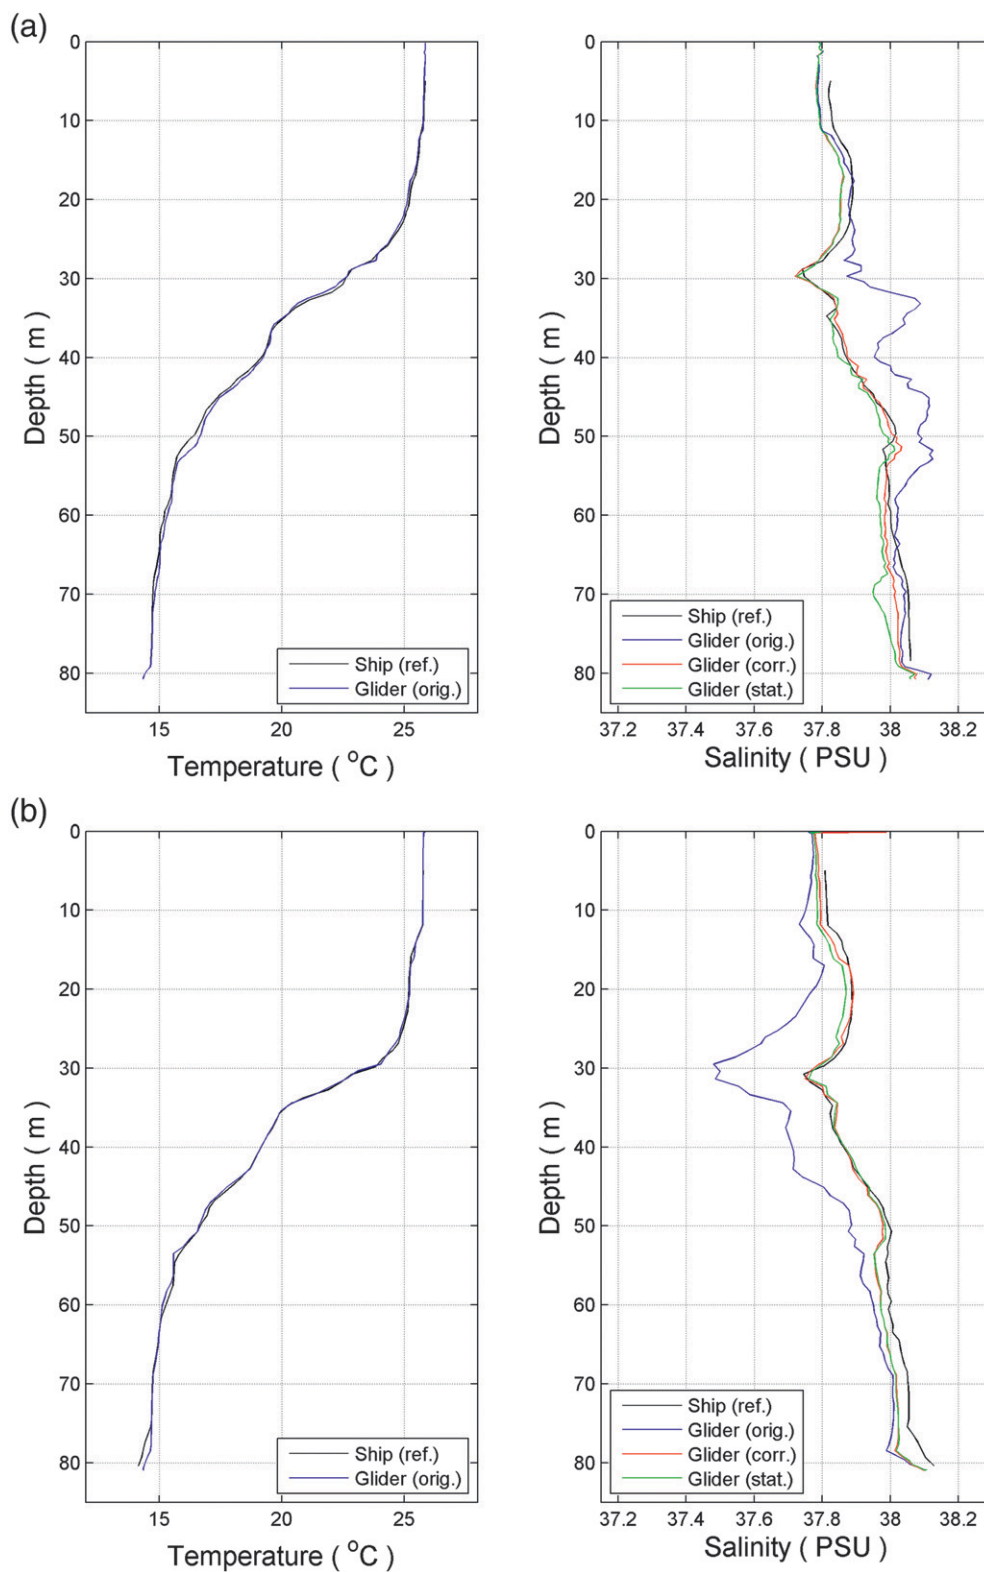 (a)
0
10
20
30
40
50
60
70
80
Depth ( m )
15 20 25
Temperature ( °C )
Ship (ref.)
Glider (orig.)
0
10
20
30
40
50
60
70
80
Depth ( m )
37.2 37.4 37.6 37.8 38 38.2
Salinity ( PSU )
Ship (ref.)
Glider (orig.)
Glider (corr.)
Glider (stat.)
(b)
0
10
20
30
40
50
60
70
80
Depth ( m )
15 20 25
Temperature ( °C )
Ship (ref.)
Glider (orig.)
0
10
20
30
40
50
60
70
80
Depth ( m )
37.2 37.4 37.6 37.8 38 38.2
Salinity ( PSU )
Ship (ref.)
Glider (orig.)
Glider (corr.)
Glider (stat.)